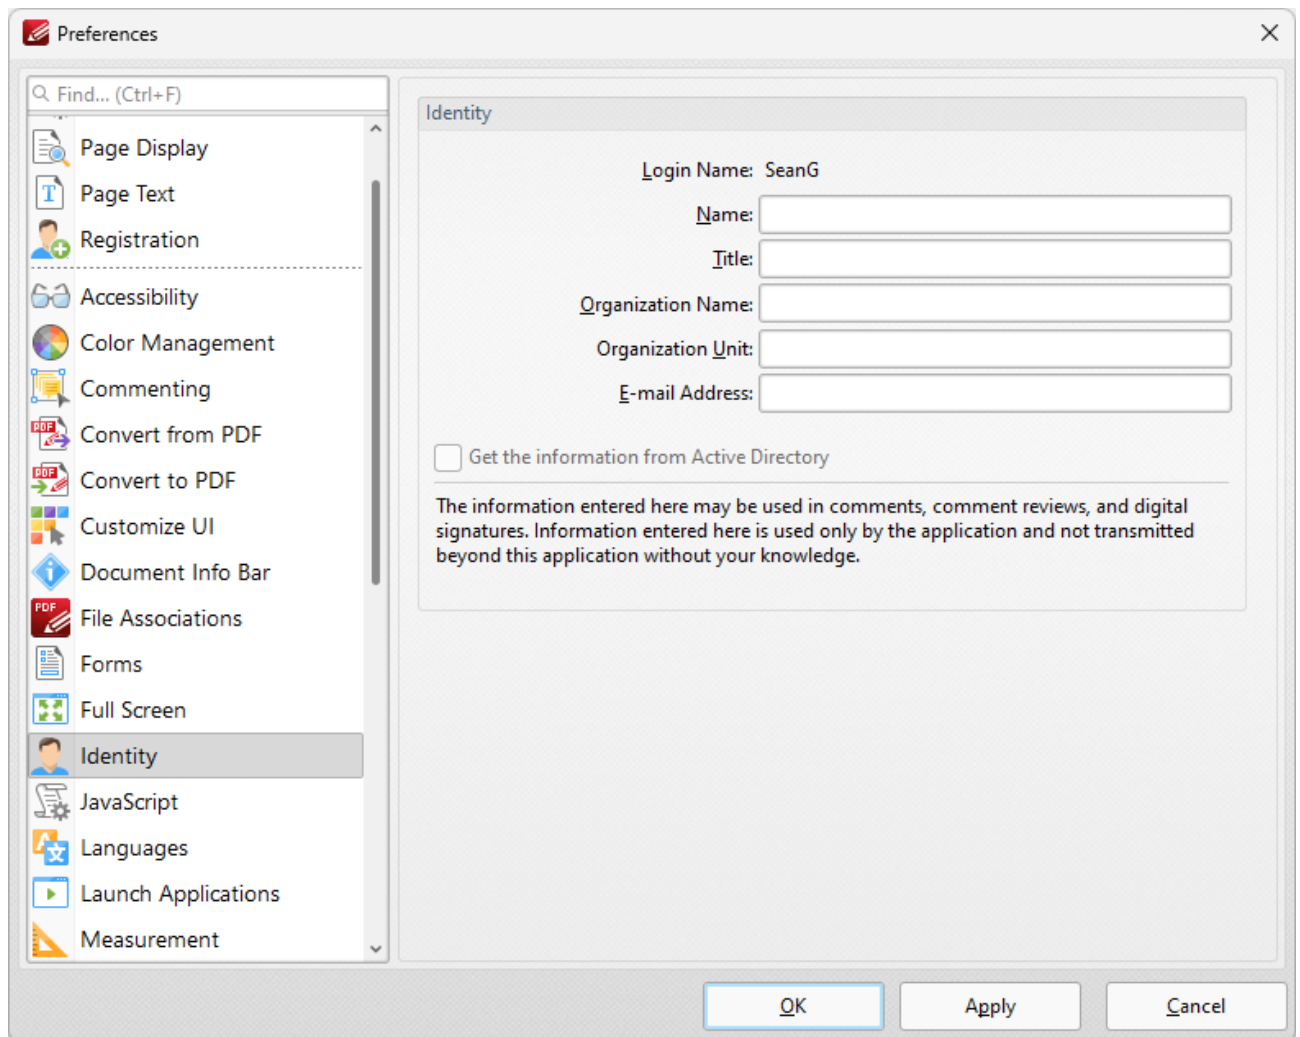 Preferences
Find... (Ctrl+F)
Page Display
Page Text
Registration
Accessibility
Color Management
Commenting
Convert from PDF
Convert to PDF
Customize UI
Document Info Bar
File Associations
Forms
Full Screen
Identity
JavaScript
Languages
Launch Applications
Measurement
Identity
Login Name: SeanG
Name:
Title:
Organization Name:
Organization Unit:
E-mail Address:
Get the information from Active Directory
The information entered here may be used in comments, comment reviews, and digital
signatures. Information entered here is used only by the application and not transmitted
beyond this application without your knowledge.
OK Apply Cancel